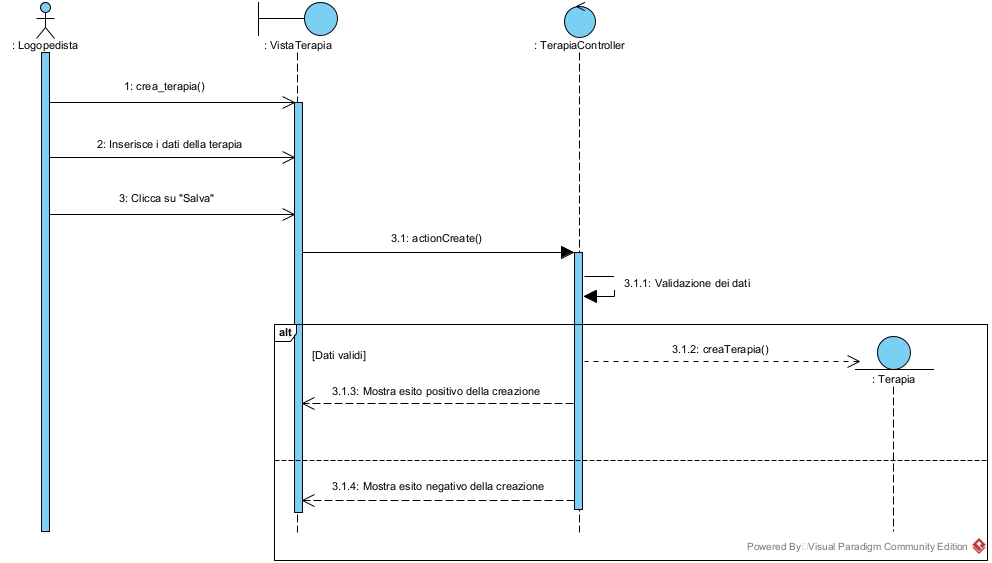 : Logopedista
: VistaTerapia
: TerapiaController
1: crea_terapia()
2: Inserisce i dati della terapia
3: Clicca su "Salva"
3.1: actionCreate()
3.1.1: Validazione dei dati
alt
[Dati validi]
3.1.2: creaTerapia()
: Terapia
3.1.3: Mostra esito positivo della creazione
3.1.4: Mostra esito negativo della creazione
Powered By Visual Paradigm Community Edition